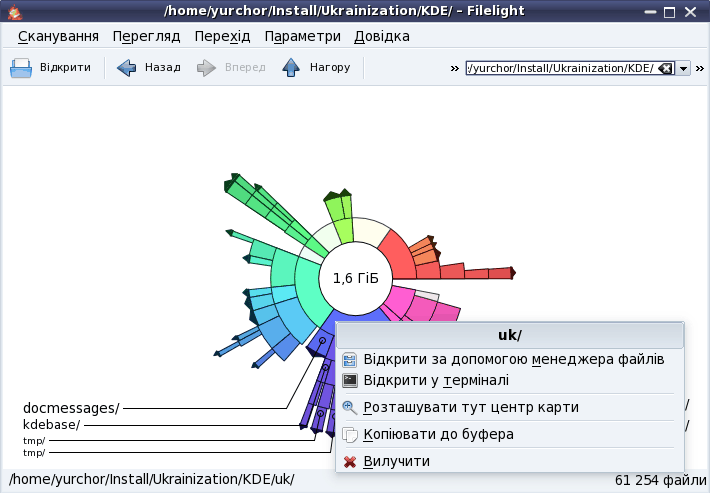 /home/yurchor/Install/Ukrainization/KDE/ – Filelight
Сканування Перегляд Перехід Параметри Довідка
Відкрити Назад Вперед Нагору » /yurchor/Install/Ukrainization/KDE/ »
1,6 ГіБ
uk/
Відкрити за допомогою менеджера файлів
Відкрити у терміналі
Розташувати тут центр карти
Копіювати до буфера
Вилучити
docmessages/
kdebase/
tmp/
tmp/
/home/yurchor/Install/Ukrainization/KDE/uk/ 61 254 файли